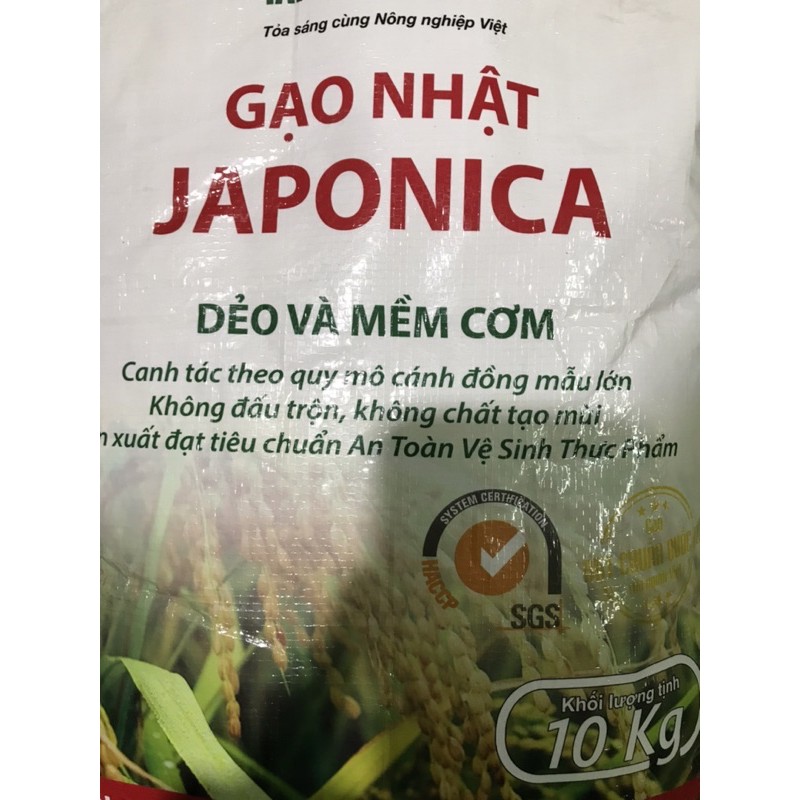 Tỏa sáng cùng Nông nghiệp Việt
GẠO NHẬT
JAPONICA
DẺO VÀ MỀM CƠM
Canh tác theo quy mô cánh đồng mẫu lớn
Không đấu trộn, không chất tạo mùi
xuất đạt tiêu chuẩn An Toàn Vệ Sinh Thực Phẩm
SYSTEM CERTIFICATION
HACCP
SGS
Khối lượng tịnh
10 Kg